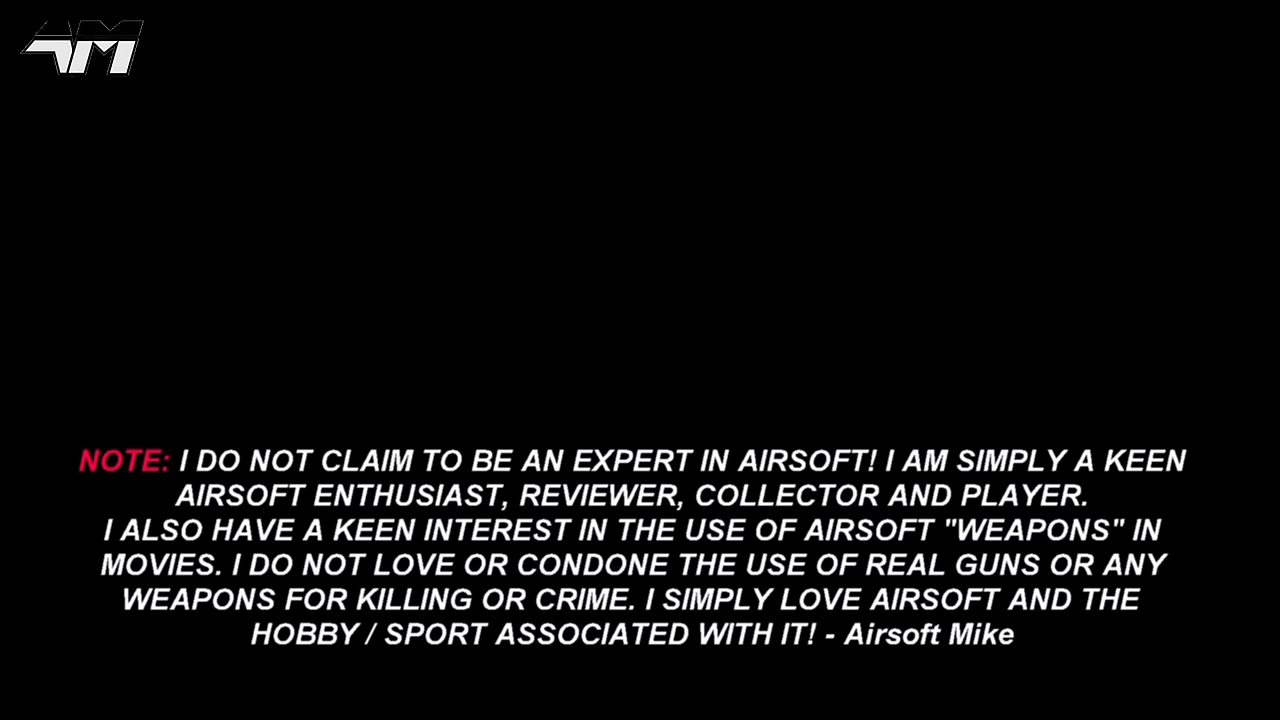 AM
NOTE: I DO NOT CLAIM TO BE AN EXPERT IN AIRSOFT! I AM SIMPLY A KEEN
AIRSOFT ENTHUSIAST, REVIEWER, COLLECTOR AND PLAYER.
I ALSO HAVE A KEEN INTEREST IN THE USE OF AIRSOFT "WEAPONS" IN
MOVIES. I DO NOT LOVE OR CONDONE THE USE OF REAL GUNS OR ANY
WEAPONS FOR KILLING OR CRIME. I SIMPLY LOVE AIRSOFT AND THE
HOBBY / SPORT ASSOCIATED WITH IT! - Airsoft Mike